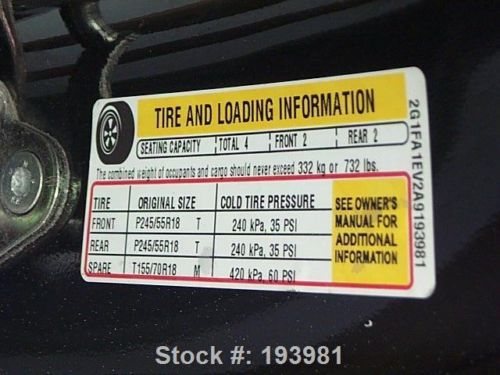 TIRE AND LOADING INFORMATION
SEATING CAPACITY TOTAL 4 FRONT 2 REAR 2
The combined weight of occupants and cargo should never exceed 332 kg or 732 lbs.
TIRE ORIGINAL SIZE COLD TIRE PRESSURE
FRONT P245/55R18 T 240 kPa, 35 PSI
REAR P245/55R18 T 240 kPa, 35 PSI
SPARE T155/70R18 M 420 kPa, 60 PSI
SEE OWNER'S
MANUAL FOR
ADDITIONAL
INFORMATION
2G1FA1EV2A9193981
Stock #: 193981